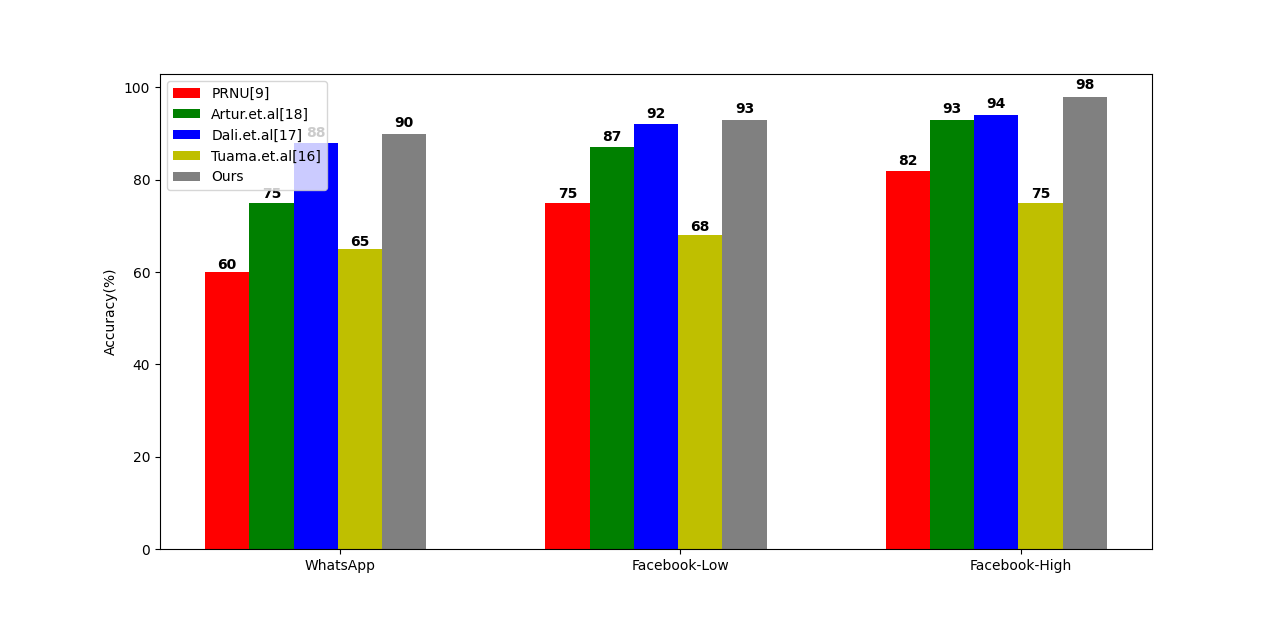 100
80
60
40
20
0
Accuracy(%)
PRNU[9]
Artur.et.al[18]
Dali.et.al[17]
Tuama.et.al[16]
Ours
60
75
88
65
90
75
87
92
68
93
82
93
94
75
98
WhatsApp
Facebook-Low
Facebook-High